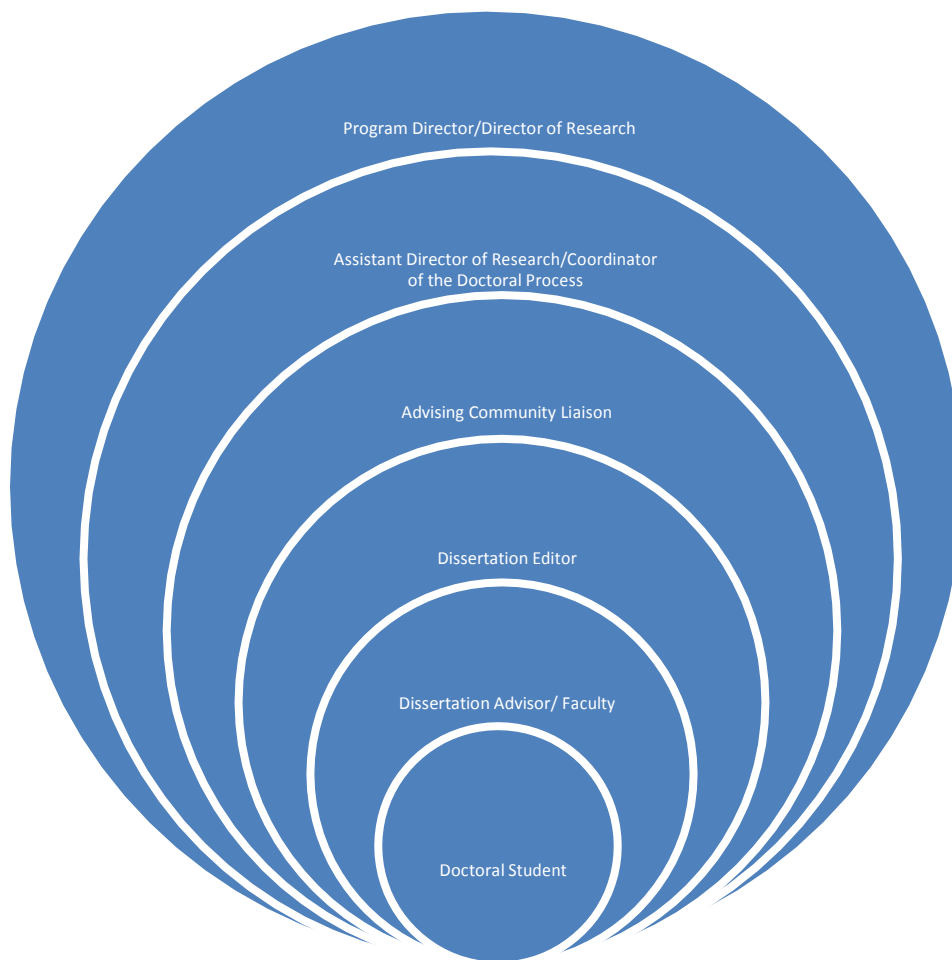 Program Director/Director of Research
Assistant Director of Research/Coordinator
of the Doctoral Process
Advising Community Liaison
Dissertation Editor
Dissertation Advisor/ Faculty
Doctoral Student